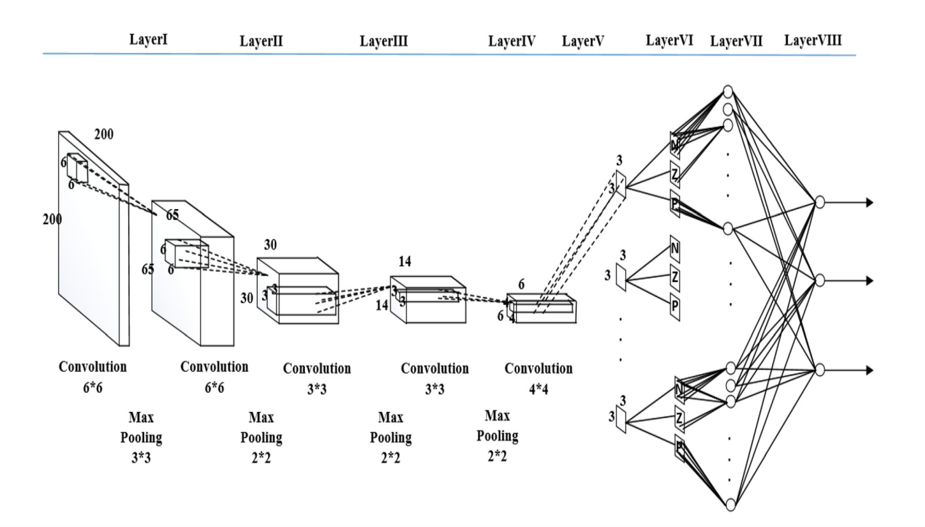 LayerI LayerII LayerIII LayerIV LayerV LayerVI LayerVII LayerVIII
200
6
6
200
65
6
6
65
30
3
3
30
14
3
3
14
6
6
4
3
3
N
Z
P
3
3
N
Z
P
3
3
N
Z
P
Convolution
6*6
Convolution
6*6
Convolution
3*3
Convolution
3*3
Convolution
4*4
Max
Pooling
3*3
Max
Pooling
2*2
Max
Pooling
2*2
Max
Pooling
2*2